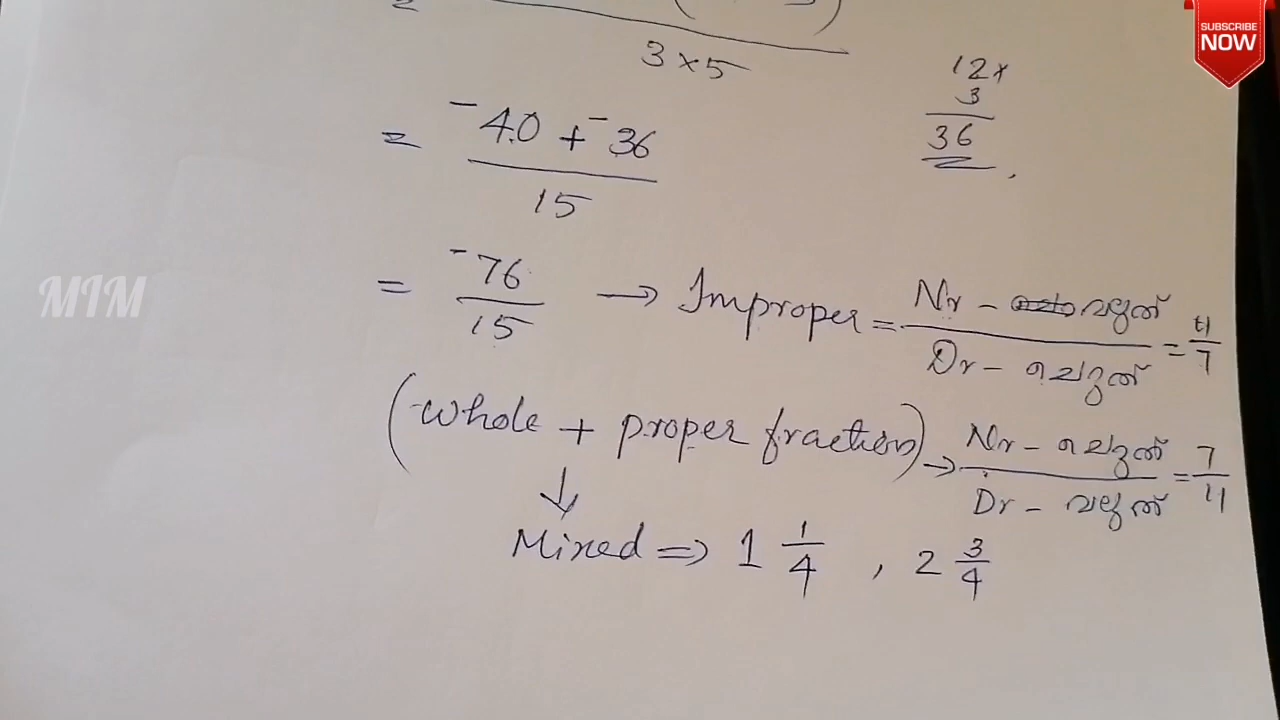 SUBSCRIBE
NOW
=
3 × 5
12 ×
3
36
= -40 + -36
15
MIM
= -76/15 → Improper = Nr - വലുത് / Dr - ചെറുത് = 11/7
(whole + proper fraction) → Nr - ചെറുത് / Dr - വലുത് = 7/11
↓
Mixed ⇒ 1 1/4 , 2 3/4